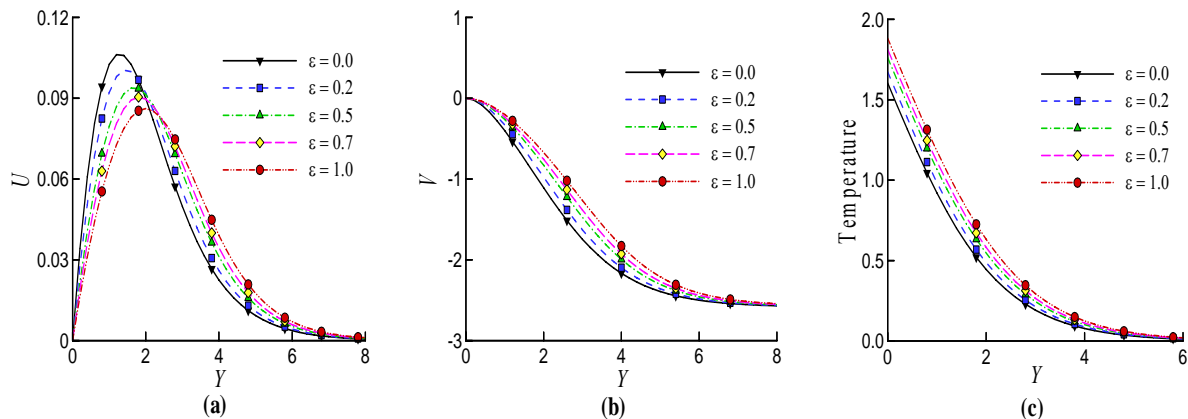 0.12
0.09
0.06
0.03
0
U
0 2 4 6 8
Y
ε = 0.0
ε = 0.2
ε = 0.5
ε = 0.7
ε = 1.0
(a)
1
0
-1
-2
-3
V
0 2 4 6 8
Y
ε = 0.0
ε = 0.2
ε = 0.5
ε = 0.7
ε = 1.0
(b)
2.0
1.5
1.0
0.5
0.0
Temperature
0 2 4 6
Y
ε = 0.0
ε = 0.2
ε = 0.5
ε = 0.7
ε = 1.0
(c)